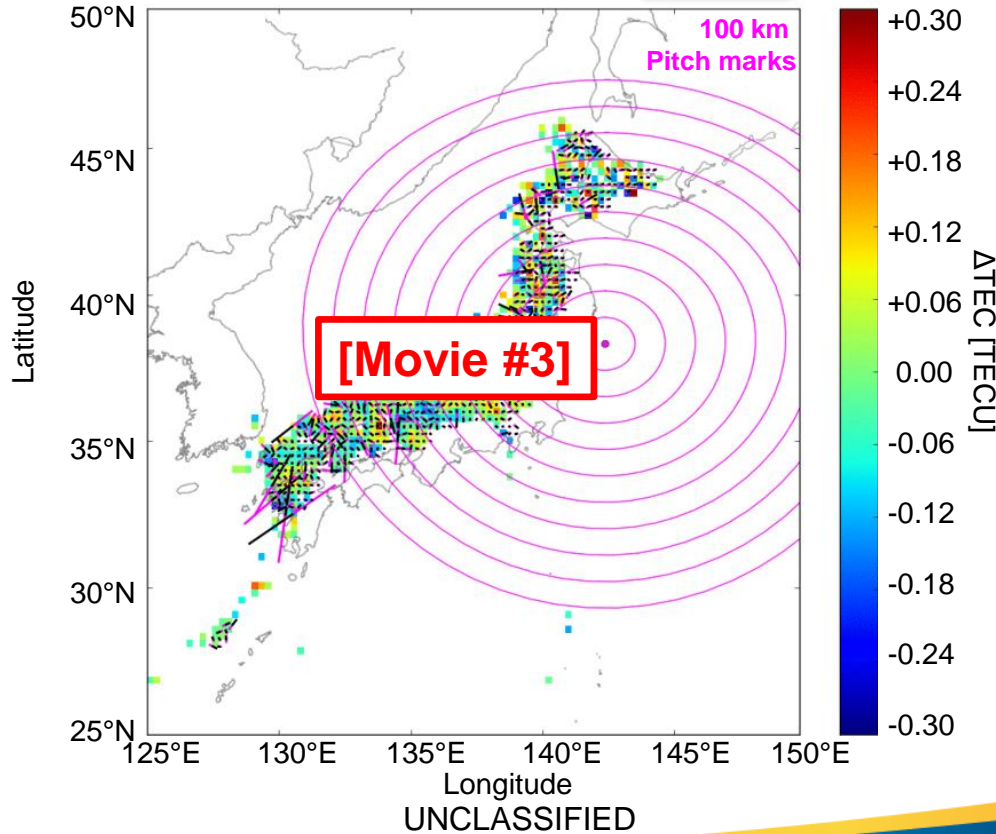 50°N
45°N
40°N
35°N
30°N
25°N
Latitude
100 km
Pitch marks
[Movie #3]
125°E
130°E
135°E
140°E
145°E
150°E
Longitude
UNCLASSIFIED
+0.30
+0.24
+0.18
+0.12
+0.06
0.00
-0.06
-0.12
-0.18
-0.24
-0.30
ΔTEC [TECU]